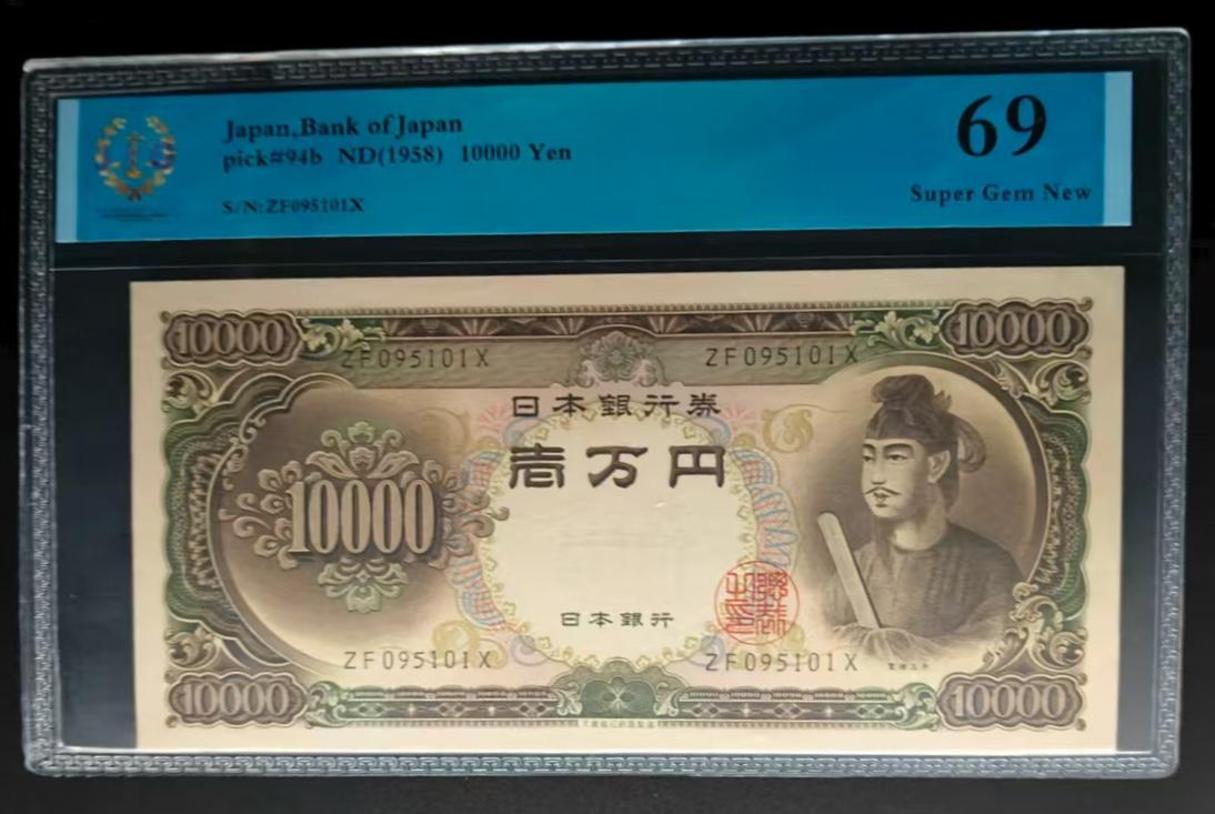 Japan,Bank of Japan
pick#94b ND(1958) 10000 Yen
S/N:ZF095101X
69
Super Gem New
10000
10000
ZF095101X
ZF095101X
日本銀行券
壱万円
10000
日本銀行
ZF095101X
ZF095101X
10000
10000